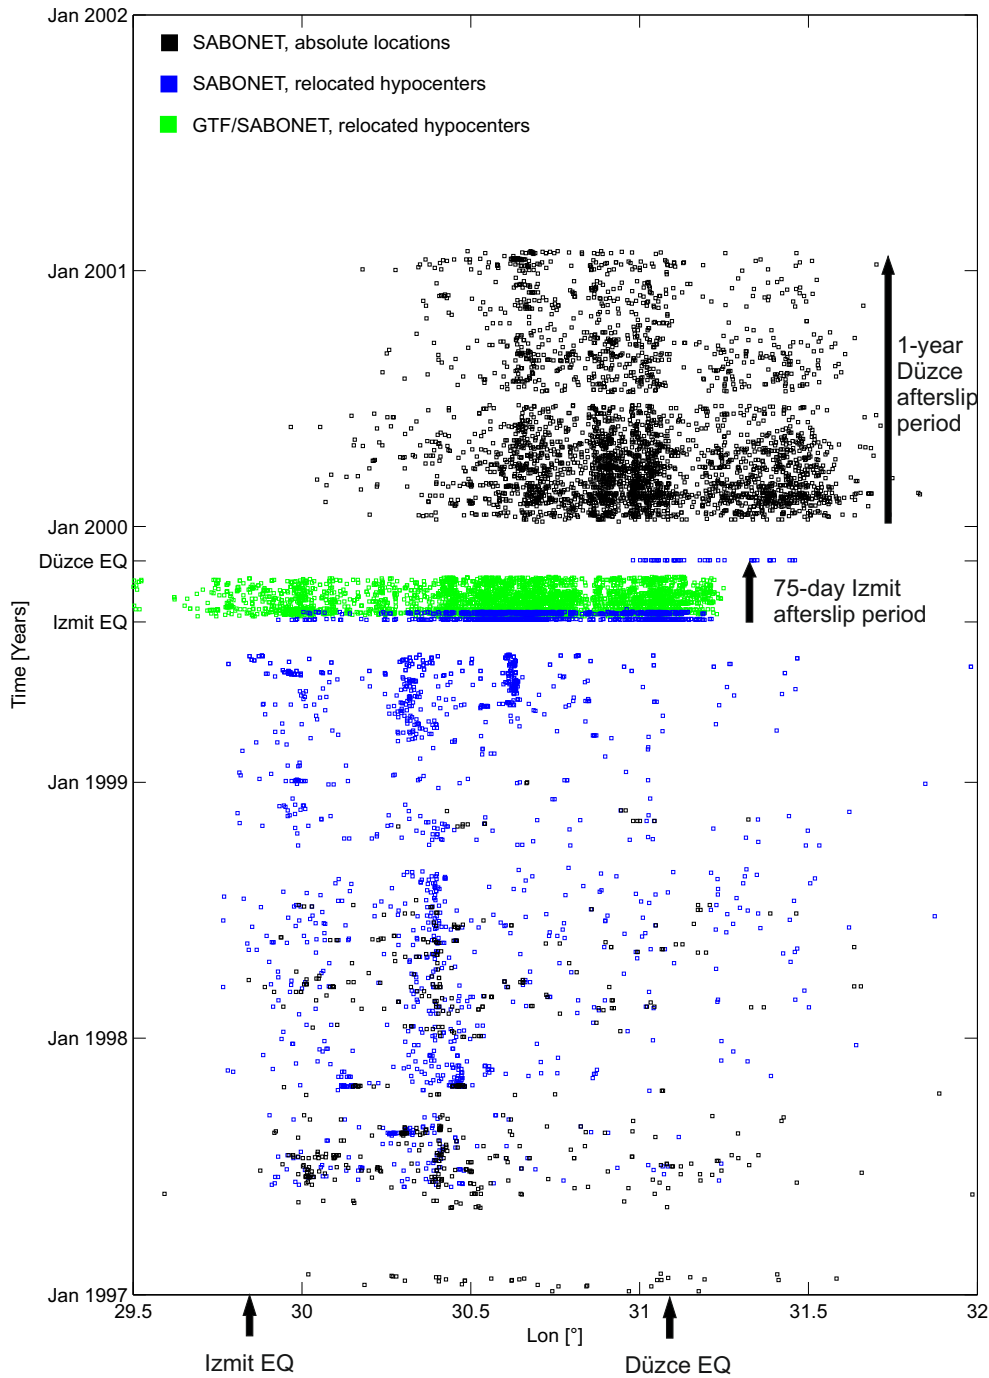 Jan 2002
SABONET, absolute locations
SABONET, relocated hypocenters
GTF/SABONET, relocated hypocenters
Jan 2001
1-year
Düzce
afterslip
period
Jan 2000
Düzce EQ
75-day Izmit
afterslip period
Izmit EQ
Time [Years]
Jan 1999
Jan 1998
Jan 1997
29.5
30
30.5
31
31.5
32
Lon [°]
Izmit EQ
Düzce EQ